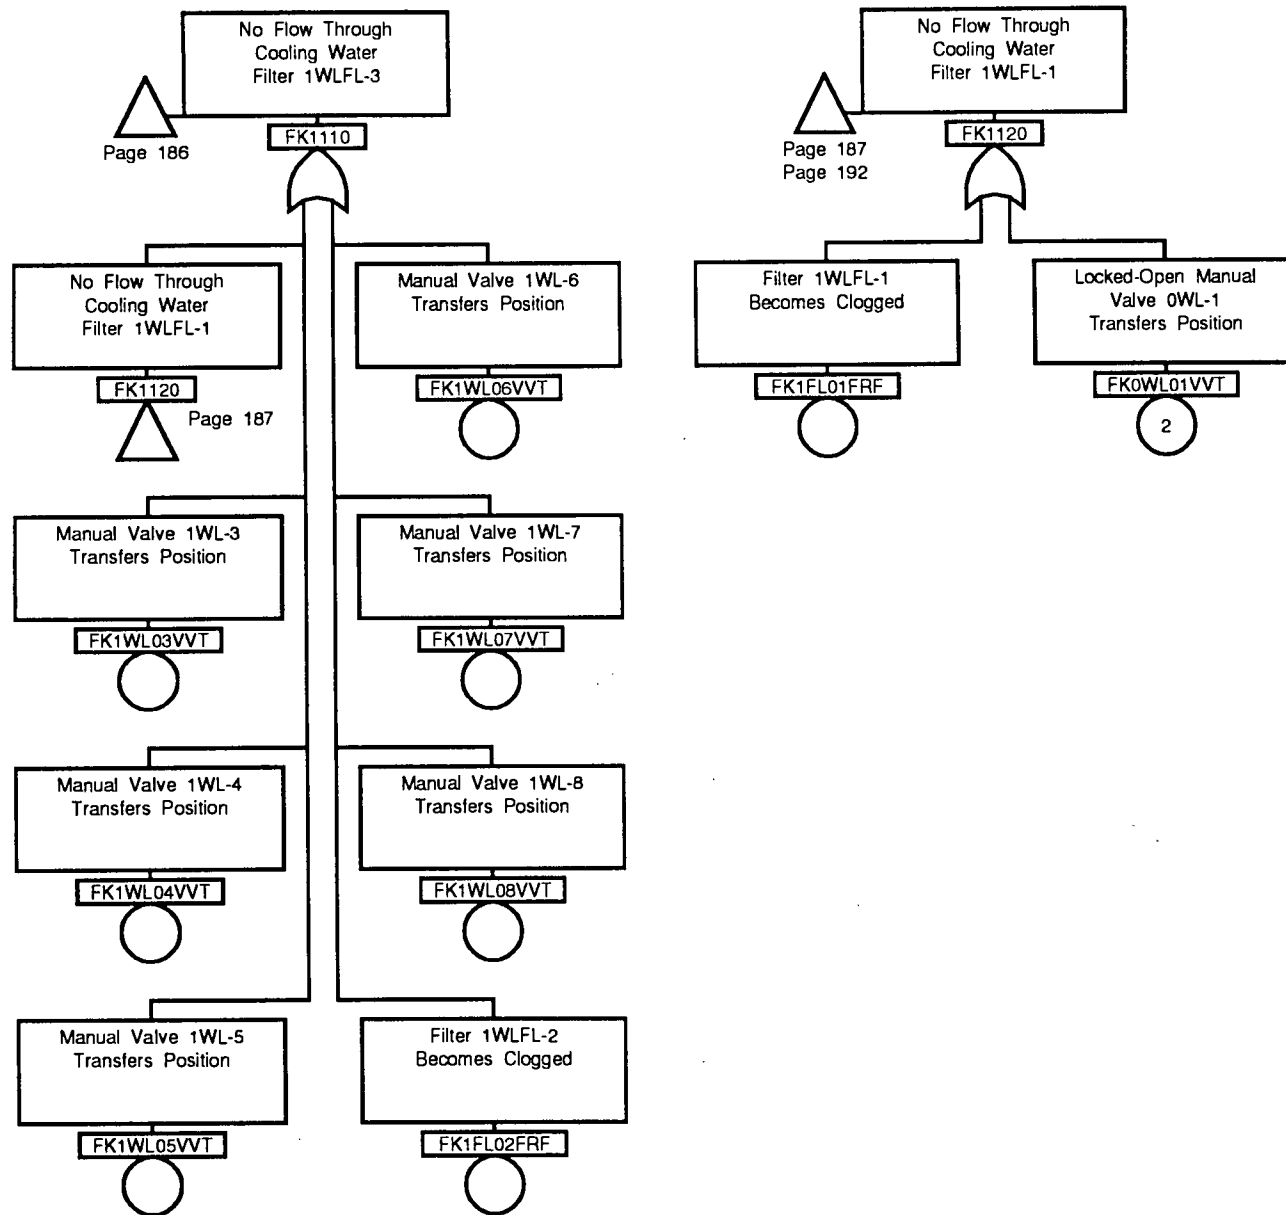 No Flow Through
Cooling Water
Filter 1WLFL-3
Page 186
FK1110
No Flow Through
Cooling Water
Filter 1WLFL-1
FK1120
Page 187
Manual Valve 1WL-6
Transfers Position
FK1WL06VVT
Manual Valve 1WL-3
Transfers Position
FK1WL03VVT
Manual Valve 1WL-7
Transfers Position
FK1WL07VVT
Manual Valve 1WL-4
Transfers Position
FK1WL04VVT
Manual Valve 1WL-8
Transfers Position
FK1WL08VVT
Manual Valve 1WL-5
Transfers Position
FK1WL05VVT
Filter 1WLFL-2
Becomes Clogged
FK1FL02FRF
No Flow Through
Cooling Water
Filter 1WLFL-1
Page 187
Page 192
FK1120
Filter 1WLFL-1
Becomes Clogged
FK1FL01FRF
Locked-Open Manual
Valve 0WL-1
Transfers Position
FK0WL01VVT
2